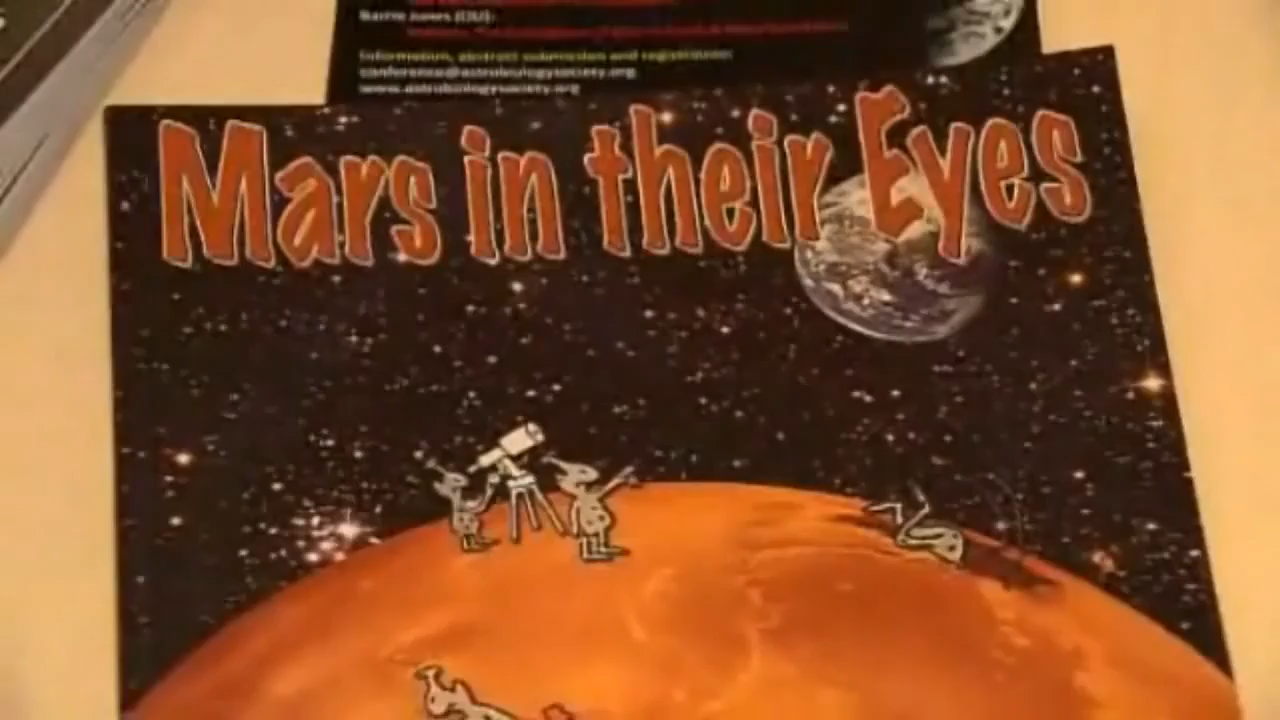 Barrie Jones (OU):
Information, abstract submission and registration:
conference@astrobiologysociety.org
www.astrobiologysociety.org
Mars in their Eyes